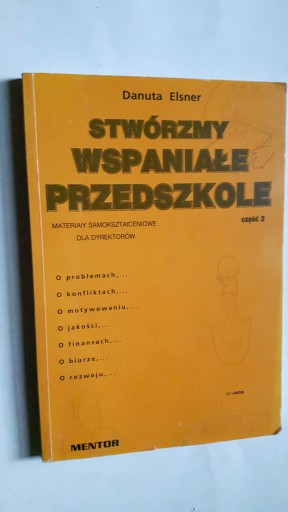 Danuta Elsner
STWÓRZMY
WSPANIAŁE
PRZEDSZKOLE
część 2
MATERIAŁY SAMOKSZTAŁCENIOWE
DLA DYREKTORÓW
O problemach,...
O konfliktach,...
O motywowaniu,...
O jakości,...
O finansach,...
O biurze,...
O rozwoju,...
MENTOR